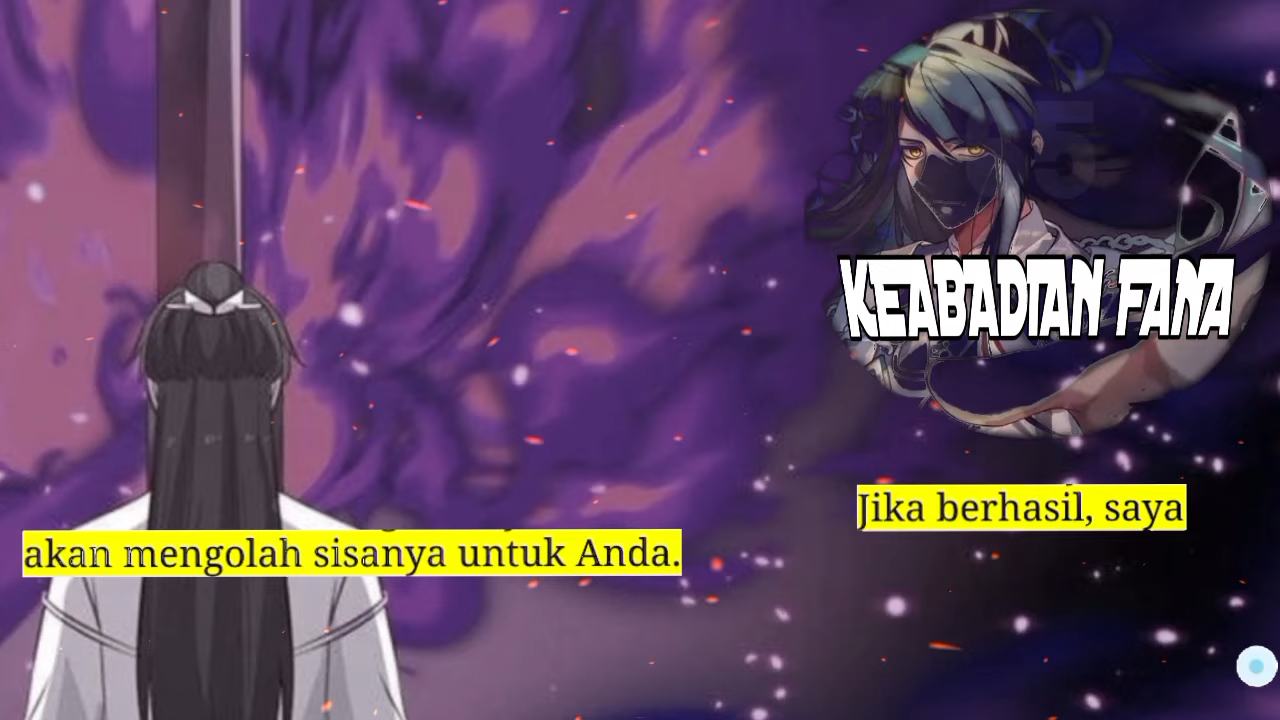 KEABADIAN FANA
Jika berhasil, saya
akan mengolah sisanya untuk Anda.